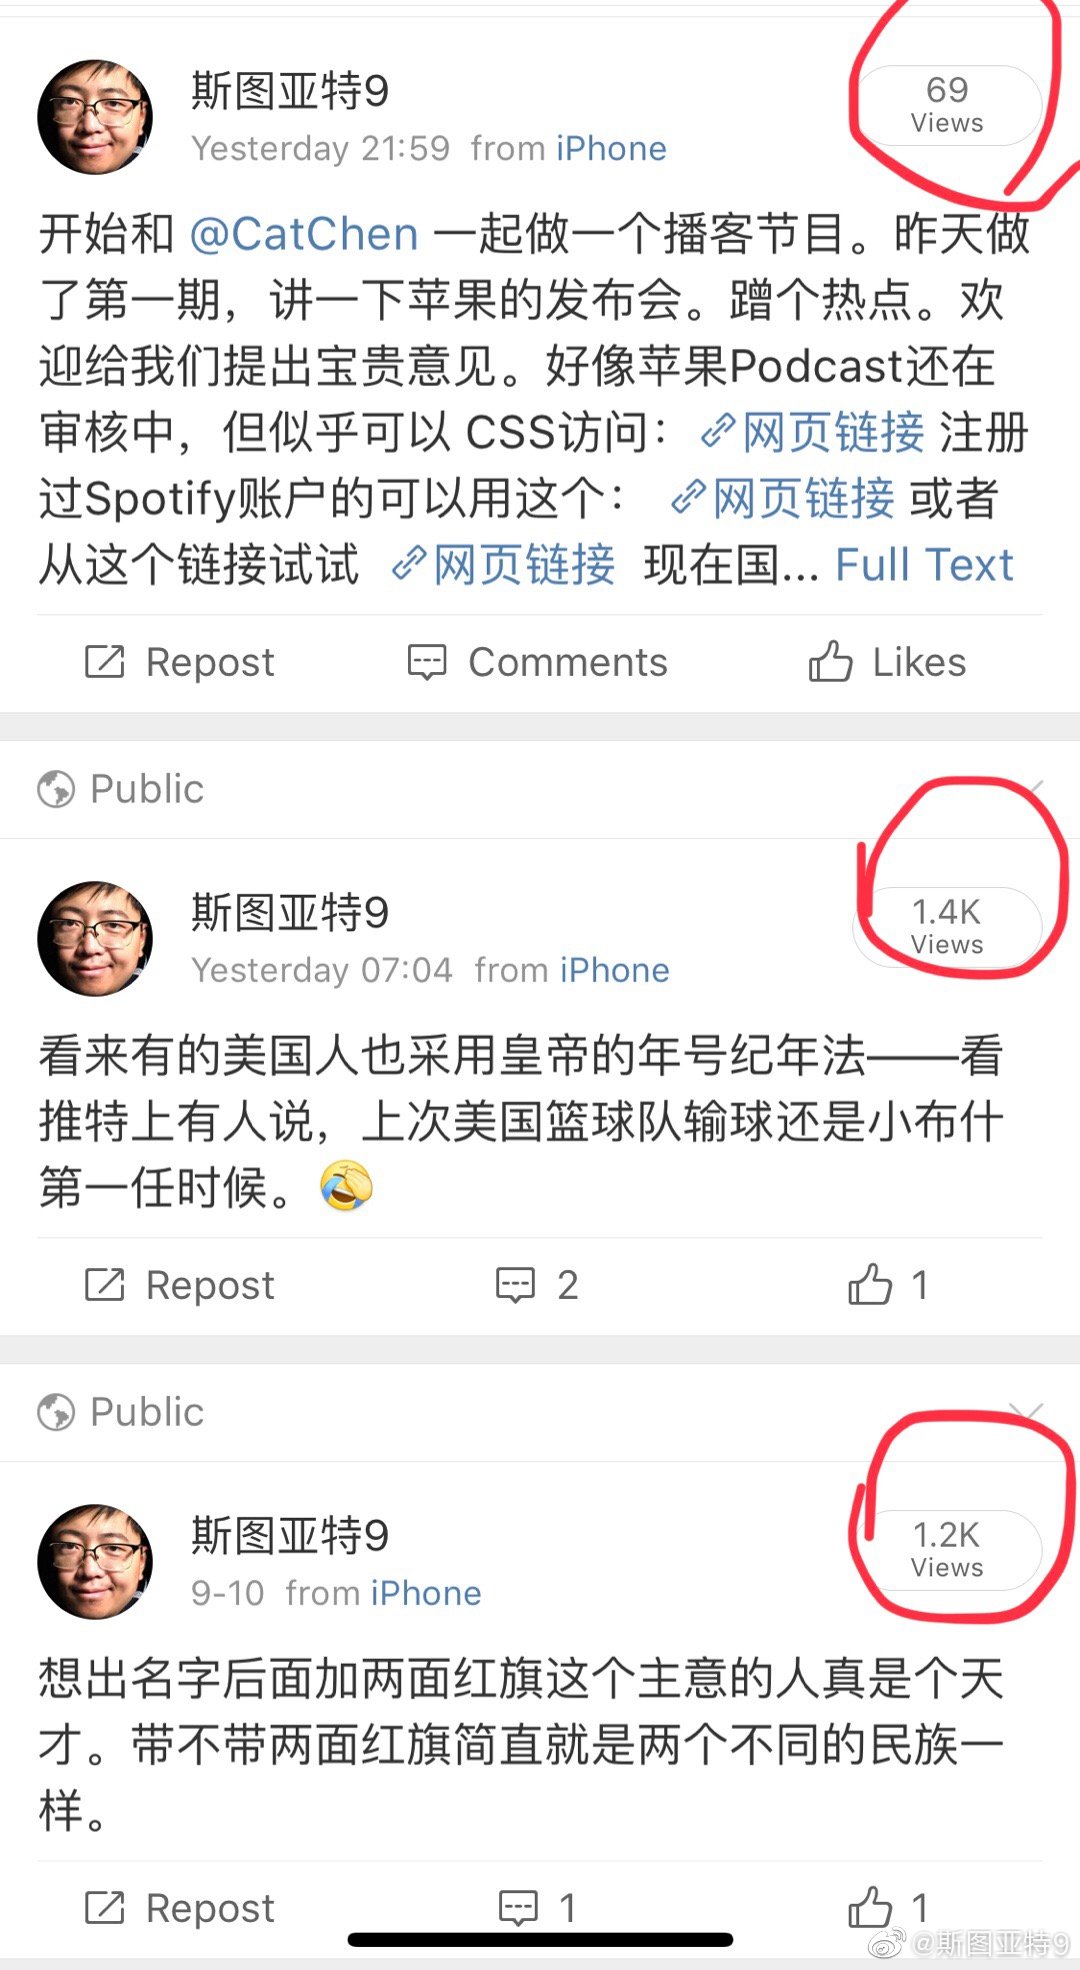 斯图亚特9
69
Views
Yesterday 21:59 from iPhone
开始和 @CatChen 一起做一个播客节目。昨天做
了第一期，讲一下苹果的发布会。蹭个热点。欢
迎给我们提出宝贵意见。好像苹果Podcast还在
审核中，但似乎可以 CSS访问： 网页链接 注册
过Spotify账户的可以用这个： 网页链接 或者
从这个链接试试 网页链接 现在国... Full Text
Repost Comments Likes
Public
斯图亚特9
1.4K
Views
Yesterday 07:04 from iPhone
看来有的美国人也采用皇帝的年号纪年法——看
推特上有人说，上次美国篮球队输球还是小布什
第一任时候。
Repost 2 1
Public
斯图亚特9
1.2K
Views
9-10 from iPhone
想出名字后面加两面红旗这个主意的人真是个天
才。带不带两面红旗简直就是两个不同的民族一
样。
Repost 1 1
@斯图亚特9